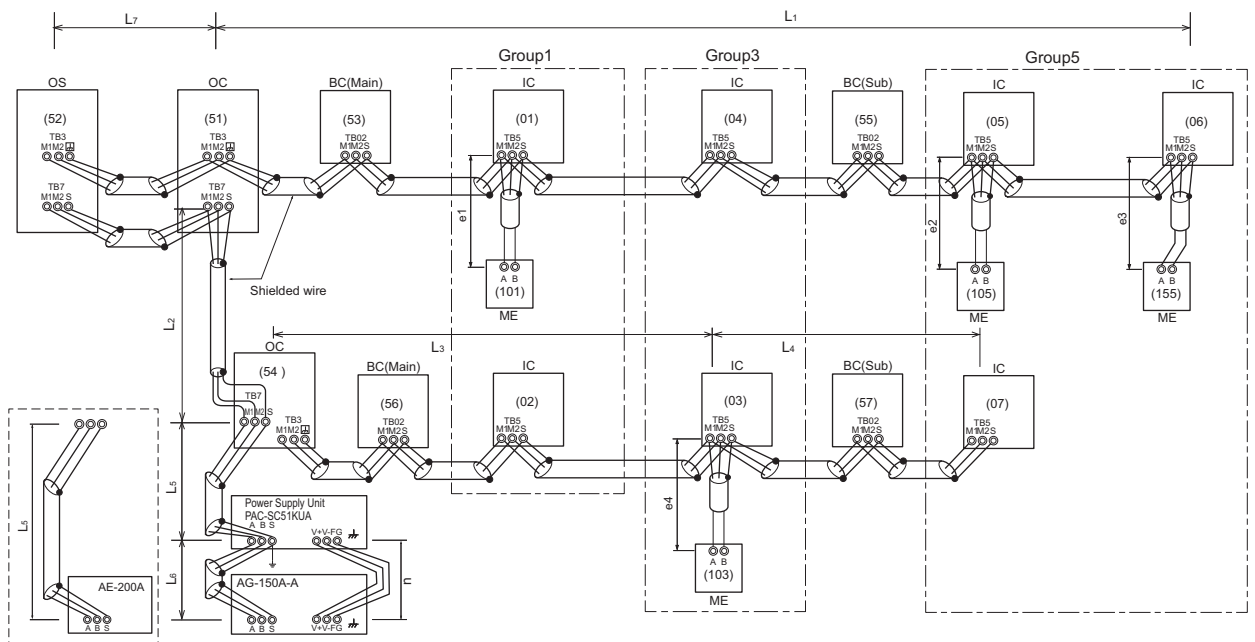 L7
L1
Group1
Group3
Group5
OS
OC
BC(Main)
IC
IC
BC(Sub)
IC
IC
(52)
(51)
(53)
(01)
(04)
(55)
(05)
(06)
TB3
M1M2
TB3
M1M2
TB02
M1M2S
TB5
M1M2S
TB5
M1M2S
TB02
M1M2S
TB5
M1M2S
TB5
M1M2S
TB7
M1M2 S
TB7
M1M2 S
e1
e2
e3
Shielded wire
A B
(101)
ME
A B
(105)
ME
A B
(155)
ME
L2
L3
L4
OC
BC(Main)
IC
IC
BC(Sub)
IC
(54 )
(56)
(02)
(03)
(57)
(07)
TB7
M1M2 S
TB3
M1M2
TB02
M1M2S
TB5
M1M2S
TB5
M1M2S
TB02
M1M2S
TB5
M1M2S
L5
L5
e4
Power Supply Unit
PAC-SC51KUA
A B S
V+V-FG
L6
n
AG-150A-A
A B S
V+V-FG
AE-200A
A B S
A B
(103)
ME